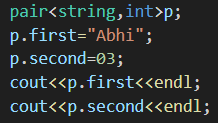 pair<string,int>p;
p.first="Abhi";
p.second=03;
cout<<p.first<<endl;
cout<<p.second<<endl;